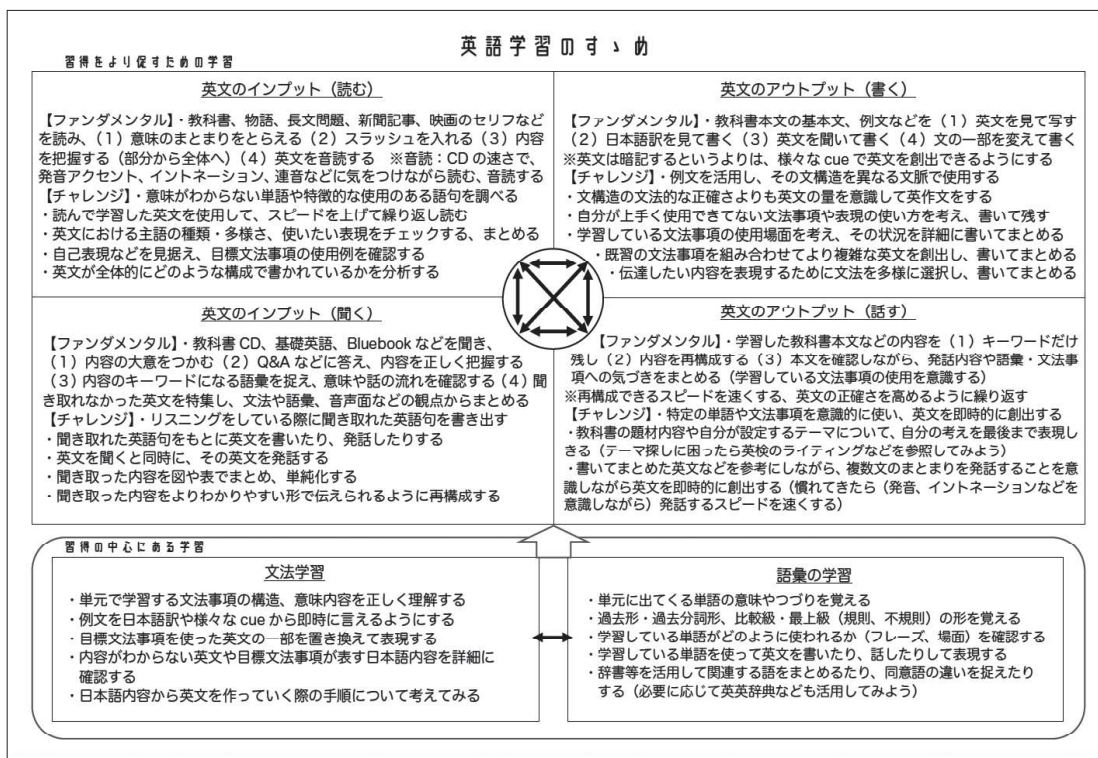 英語学習のすゝめ
習得をより促すための学習
英文のインプット（読む）
【ファンダメンタル】・教科書、物語、長文問題、新聞記事、映画のセリフなど
を読み、（1）意味のまとまりをとらえる（2）スラッシュを入れる（3）内容
を把握する（部分から全体へ）（4）英文を音読する　※音読：CDの速さで、
発音アクセント、イントネーション、連音などに気をつけながら読む、音読する
【チャレンジ】・意味がわからない単語や特徴的な使用のある語句を調べる
・読んで学習した英文を使用して、スピードを上げて繰り返し読む
・英文における主語の種類・多様さ、使いたい表現をチェックする、まとめる
・自己表現などを見据え、目標文法事項の使用例を確認する
・英文が全体的にどのような構成で書かれているかを分析する
英文のアウトプット（書く）
【ファンダメンタル】・教科書本文の基本文、例文などを（1）英文を見て写す
（2）日本語訳を見て書く（3）英文を聞いて書く（4）文の一部を変えて書く
※英文は暗記するというよりは、様々なcueで英文を創出できるようにする
【チャレンジ】・例文を活用し、その文構造を異なる文脈で使用する
・文構造の文法的な正確さよりも英文の量を意識して英作文をする
・自分が上手く使用できてない文法事項や表現の使い方を考え、書いて残す
・学習している文法事項の使用場面を考え、その状況を詳細に書いてまとめる
・既習の文法事項を組み合わせてより複雑な英文を創出し、書いてまとめる
・伝達したい内容を表現するために文法を多様に選択し、書いてまとめる
英文のインプット（聞く）
【ファンダメンタル】・教科書CD、基礎英語、Bluebookなどを聞き、
（1）内容の大意をつかむ（2）Q&Aなどに答え、内容を正しく把握する
（3）内容のキーワードになる語彙を捉え、意味や話の流れを確認する（4）聞
き取れなかった英文を特集し、文法や語彙、音声面などの観点からまとめる
【チャレンジ】・リスニングをしている際に聞き取れた英語句を書き出す
・聞き取れた英語句をもとに英文を書いたり、発話したりする
・英文を聞くと同時に、その英文を発話する
・聞き取った内容を図や表でまとめ、単純化する
・聞き取った内容をよりわかりやすい形で伝えられるように再構成する
英文のアウトプット（話す）
【ファンダメンタル】・学習した教科書本文などの内容を（1）キーワードだけ
残し（2）内容を再構成する（3）本文を確認しながら、発話内容や語彙・文法事
項への気づきをまとめる（学習している文法事項の使用を意識する）
※再構成できるスピードを速くする、英文の正確さを高めるように繰り返す
【チャレンジ】・特定の単語や文法事項を意識的に使い、英文を即時的に創出する
・教科書の題材内容や自分が設定するテーマについて、自分の考えを最後まで表現し
きる（テーマ探しに困ったら英検のライティングなどを参照してみよう）
・書いてまとめた英文などを参考にしながら、複数文のまとまりを発話することを意
識しながら英文を即時的に創出する（慣れてきたら（発音、イントネーションなどを
意識しながら）発話するスピードを速くする）
習得の中心にある学習
文法学習
・単元で学習する文法事項の構造、意味内容を正しく理解する
・例文を日本語訳や様々なcueから即時に言えるようにする
・目標文法事項を使った英文の一部を置き換えて表現する
・内容がわからない英文や目標文法事項が表す日本語内容を詳細に
確認する
・日本語内容から英文を作っていく際の手順について考えてみる
語彙の学習
・単元に出てくる単語の意味やつづりを覚える
・過去形・過去分詞形、比較級・最上級（規則、不規則）の形を覚える
・学習している単語がどのように使われるか（フレーズ、場面）を確認する
・学習している単語を使って英文を書いたり、話したりして表現する
・辞書等を活用して関連する語をまとめるたり、同意語の違いを捉えたり
する（必要に応じて英英辞典なども活用してみよう）